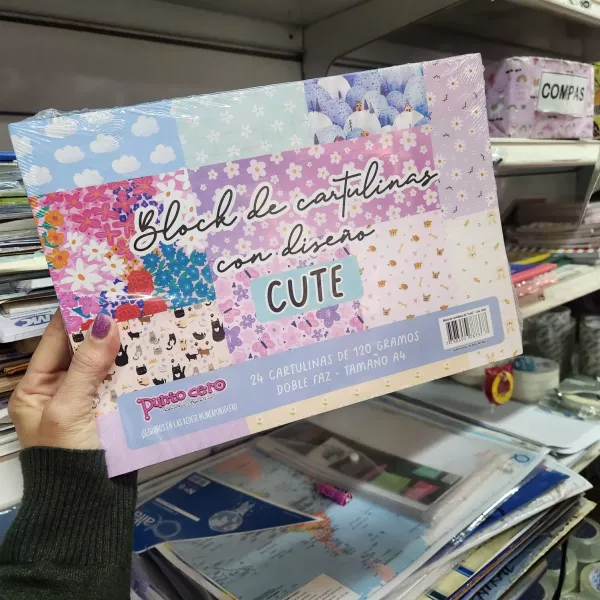 COMPAS
Block de cartulinas
con diseño
CUTE
24 CARTULINAS DE 120 GRAMOS
DOBLE FAZ - TAMAÑO A4
Punto cero